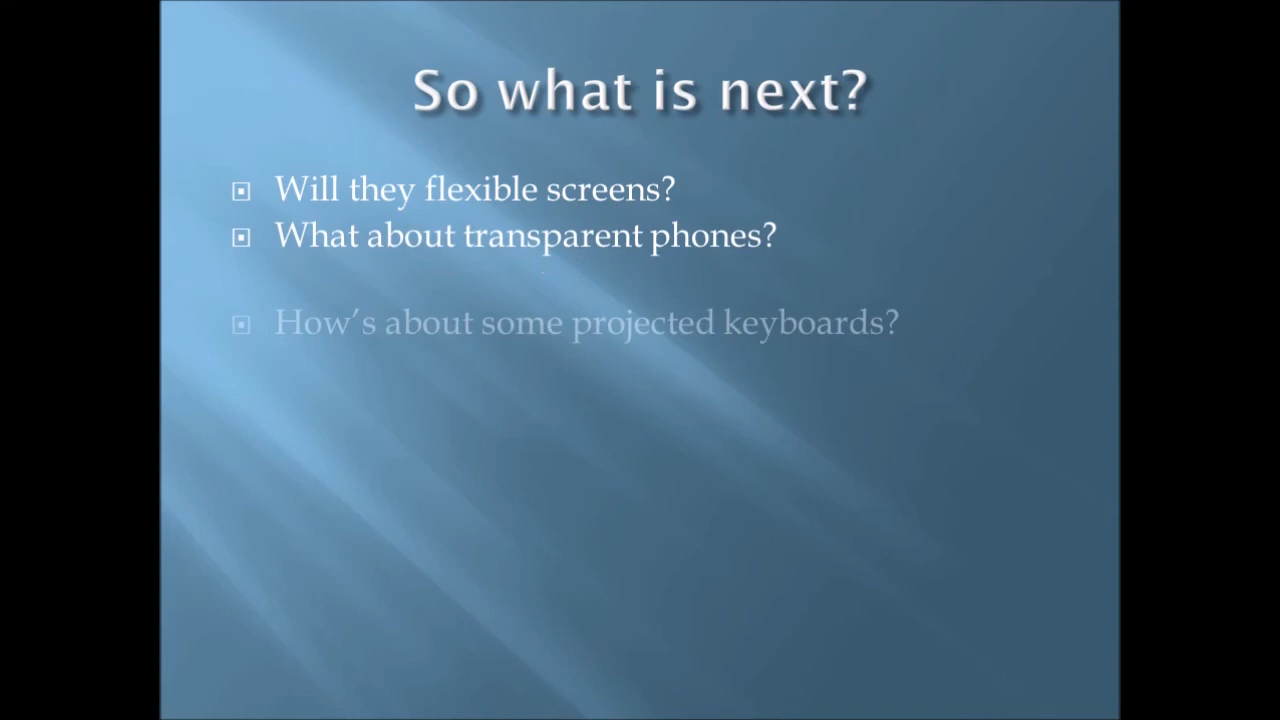 So what is next?
Will they flexible screens?
What about transparent phones?
How's about some projected keyboards?